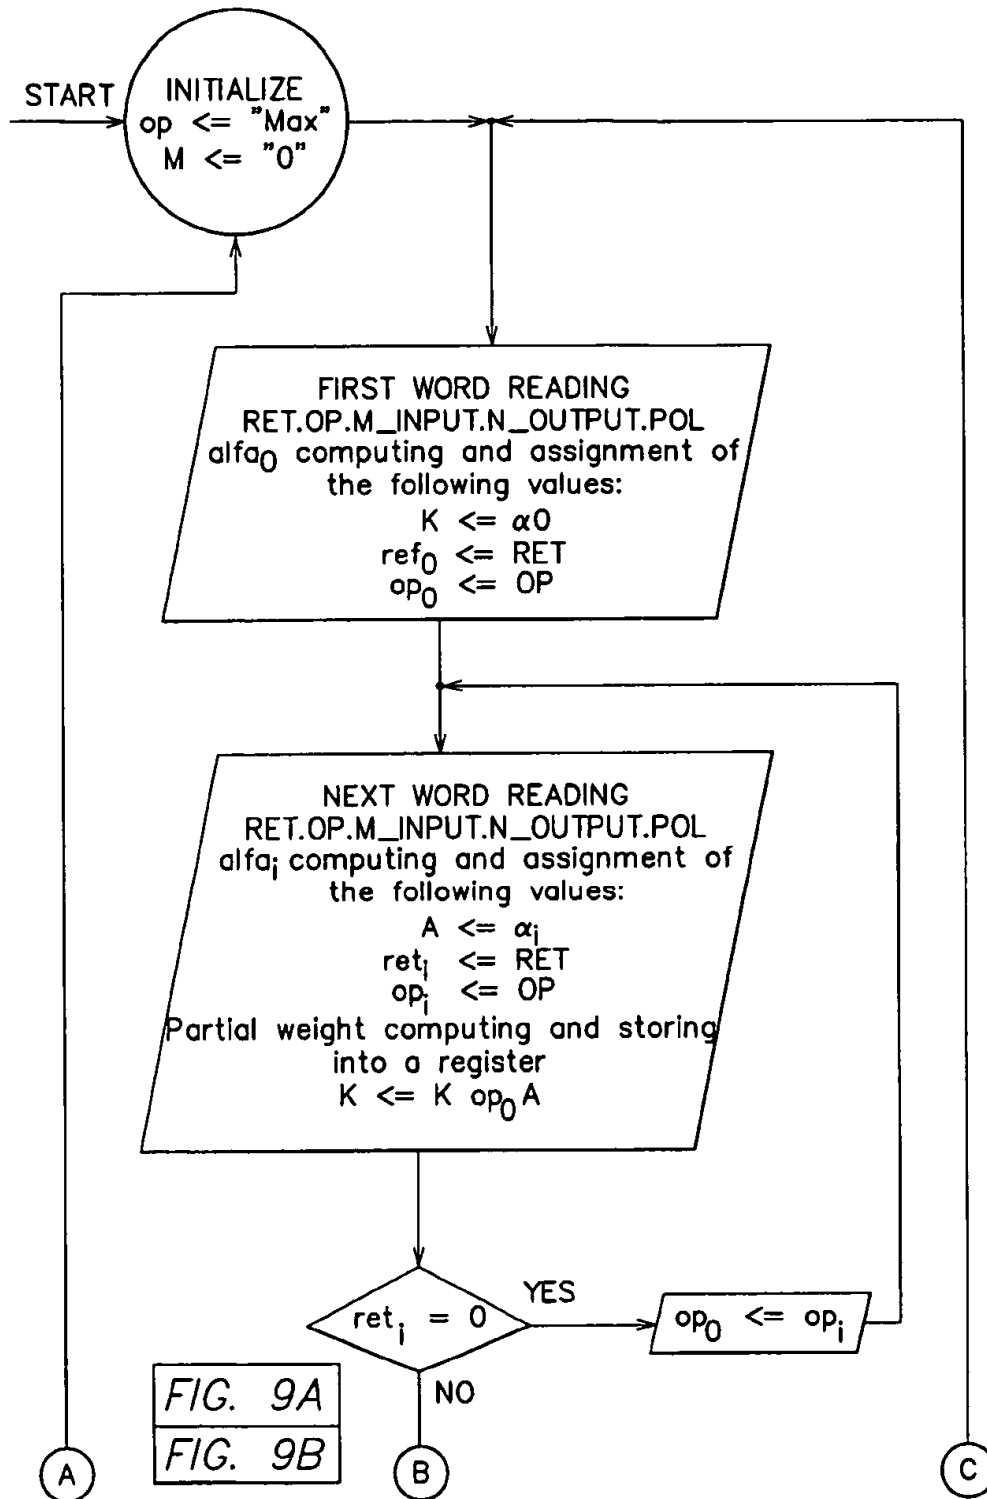 START
INITIALIZE
op <= "Max"
M <= "0"
FIRST WORD READING
RET.OP.M_INPUT.N_OUTPUT.POL
alfa0 computing and assignment of
the following values:
K <= α0
ref0 <= RET
op0 <= OP
NEXT WORD READING
RET.OP.M_INPUT.N_OUTPUT.POL
alfai computing and assignment of
the following values:
A <= αi
reti <= RET
opi <= OP
Partial weight computing and storing
into a register
K <= K op0 A
reti = 0
YES
op0 <= opi
NO
FIG. 9A
FIG. 9B
A
B
C